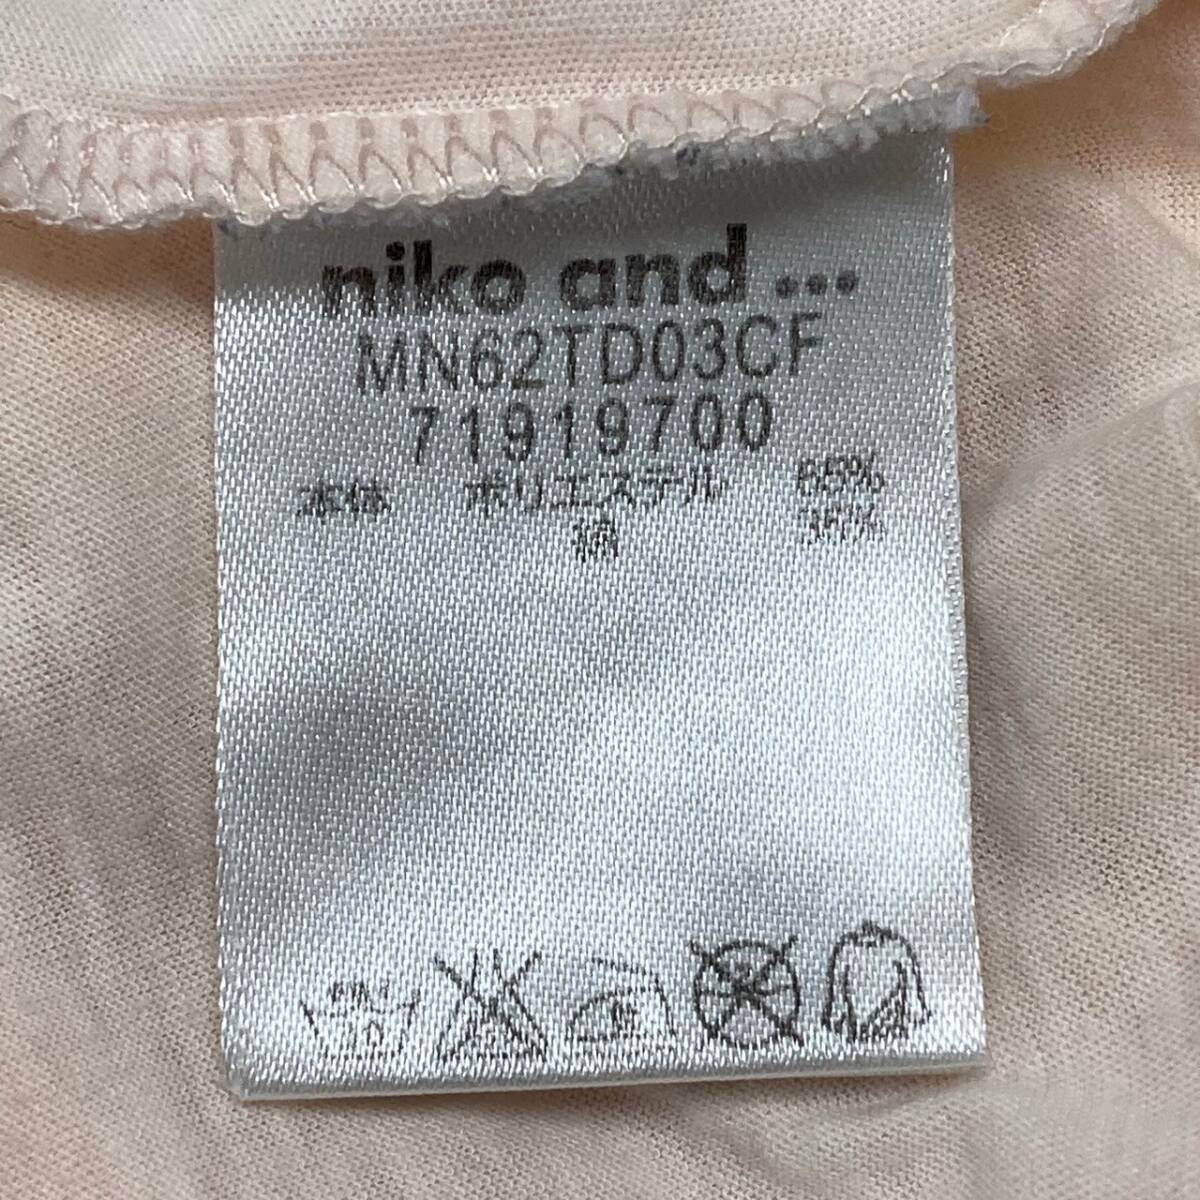 niko and ...
MN62TD03CF
71919700
本体 ポリエステル 65%
綿 35%